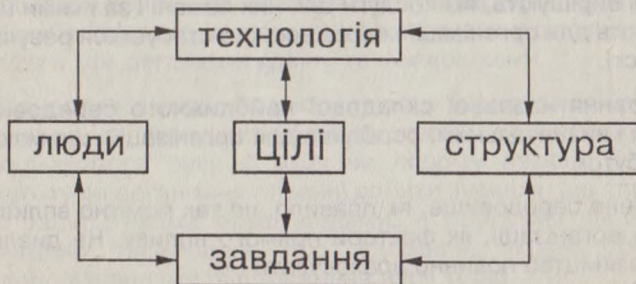 технологія
люди
цілі
структура
завдання